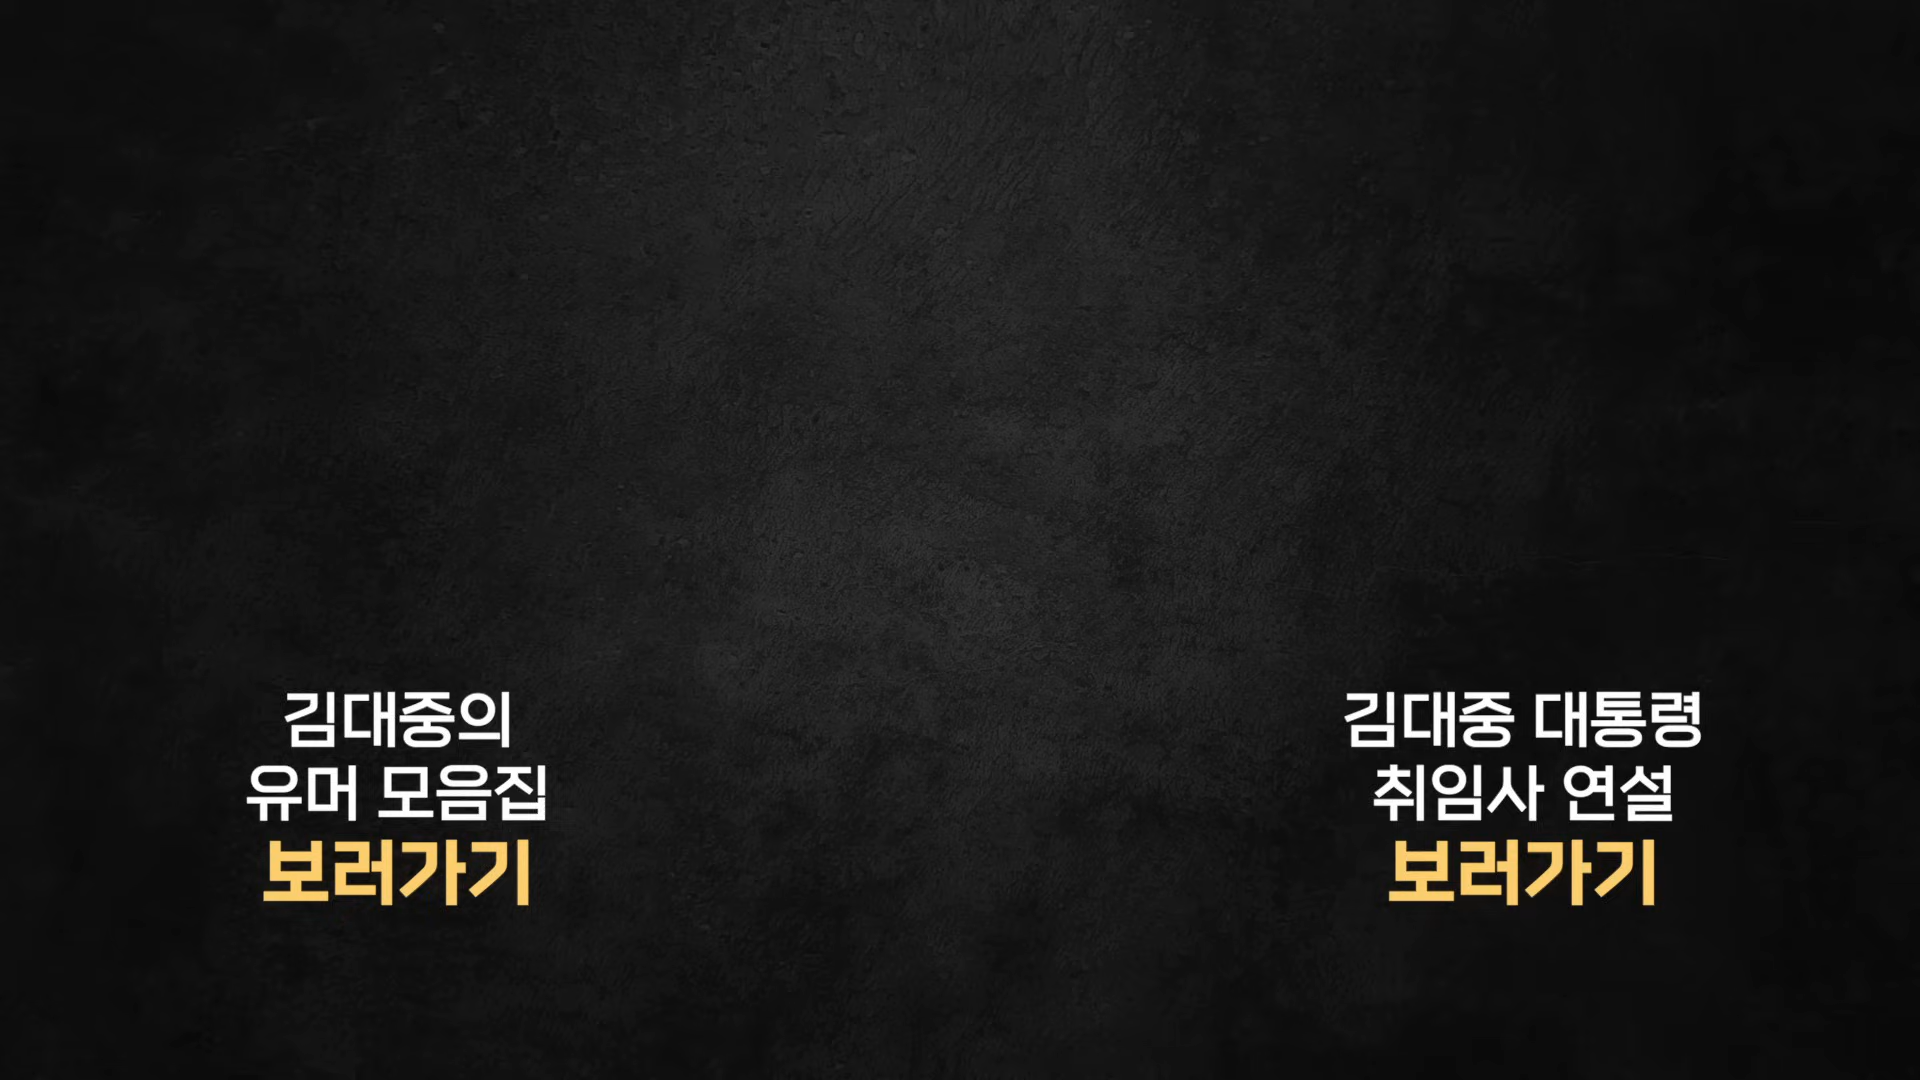 김대중의
유머 모음집
보러가기
김대중 대통령
취임사 연설
보러가기